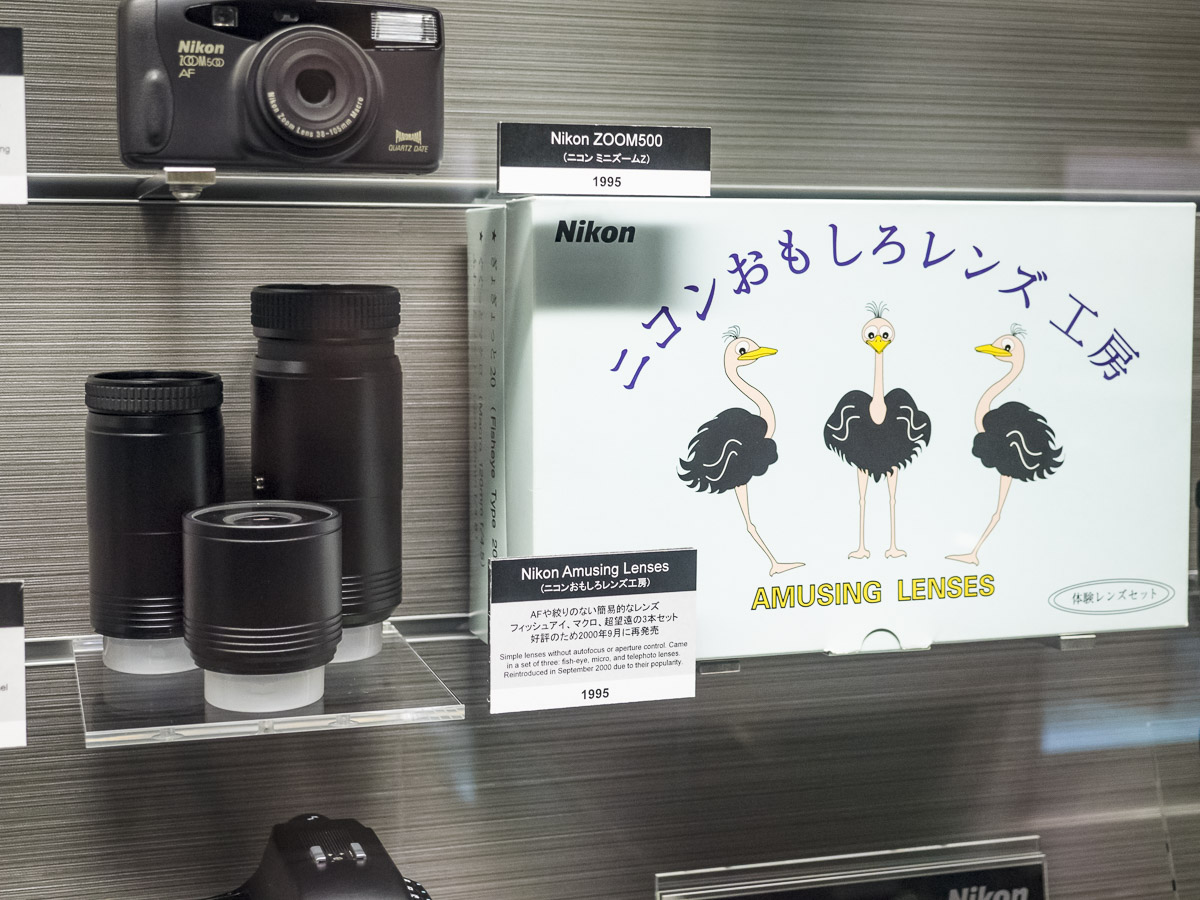 Nikon
ZOOM500
AF
Nikon Zoom Lens 38-105mm Macro
PANORAMA
QUARTZ DATE
Nikon ZOOM500
(ニコン ミニズームZ)
1995
Nikon
ニコンおもしろレンズ工房
AMUSING LENSES
体験レンズセット
20 (Fisheye Type 20
Nikon Amusing Lenses
(ニコンおもしろレンズ工房)
AFや絞りのない簡易的なレンズ
フィッシュアイ、マクロ、超望遠の3本セット
好評のため2000年9月に再発売
Simple lenses without autofocus or aperture control. Came
in a set of three: fish-eye, micro, and telephoto lenses.
Reintroduced in September 2000 due to their popularity.
1995
Nikon